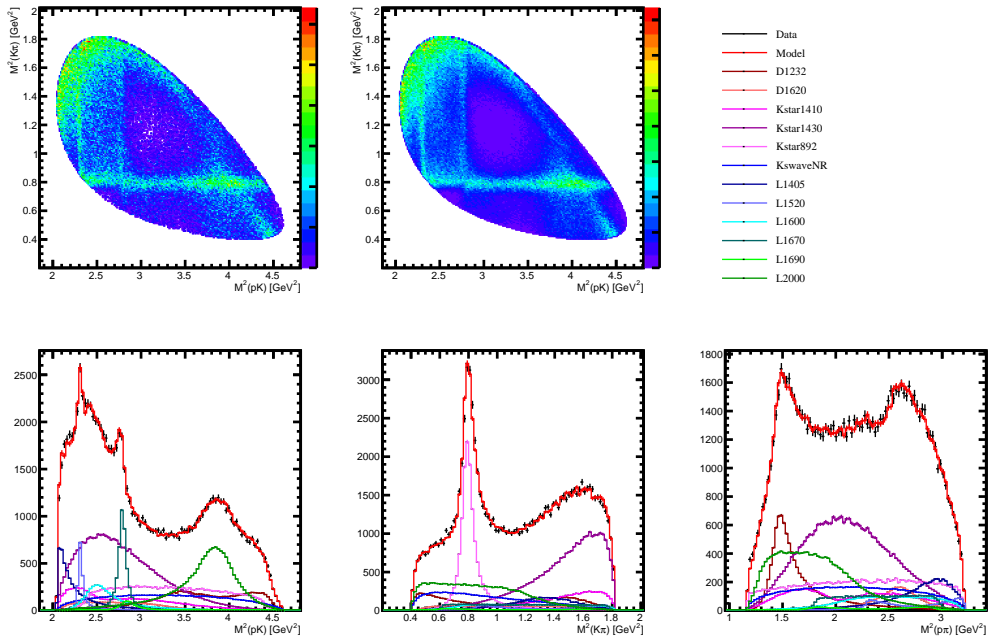 M²(Kπ) [GeV²]
1.8
1.6
1.4
1.2
1
0.8
0.6
0.4
2 2.5 3 3.5 4 4.5
M²(pK) [GeV²]
M²(Kπ) [GeV²]
1.8
1.6
1.4
1.2
1
0.8
0.6
0.4
2 2.5 3 3.5 4 4.5
M²(pK) [GeV²]
Data
Model
D1232
D1620
Kstar1410
Kstar1430
Kstar892
KswaveNR
L1405
L1520
L1600
L1670
L1690
L2000
2500
2000
1500
1000
500
0
2 2.5 3 3.5 4 4.5
M²(pK) [GeV²]
3000
2500
2000
1500
1000
500
0
0.4 0.6 0.8 1 1.2 1.4 1.6 1.8 2
M²(Kπ) [GeV²]
1800
1600
1400
1200
1000
800
600
400
200
0
1 1.5 2 2.5 3
M²(pπ) [GeV²]